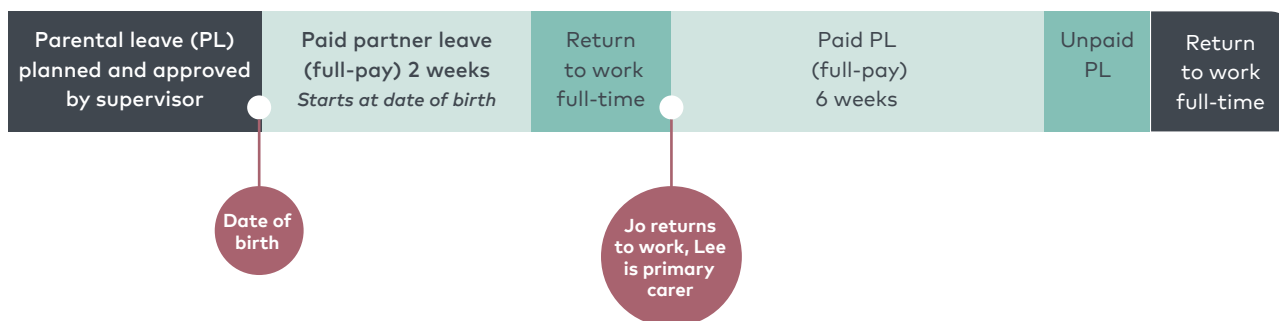 Parental leave (PL)
planned and approved
by supervisor
Paid partner leave
(full-pay) 2 weeks
Starts at date of birth
Return
to work
full-time
Paid PL
(full-pay)
6 weeks
Unpaid
PL
Return
to work
full-time
Date of
birth
Jo returns
to work, Lee
is primary
carer